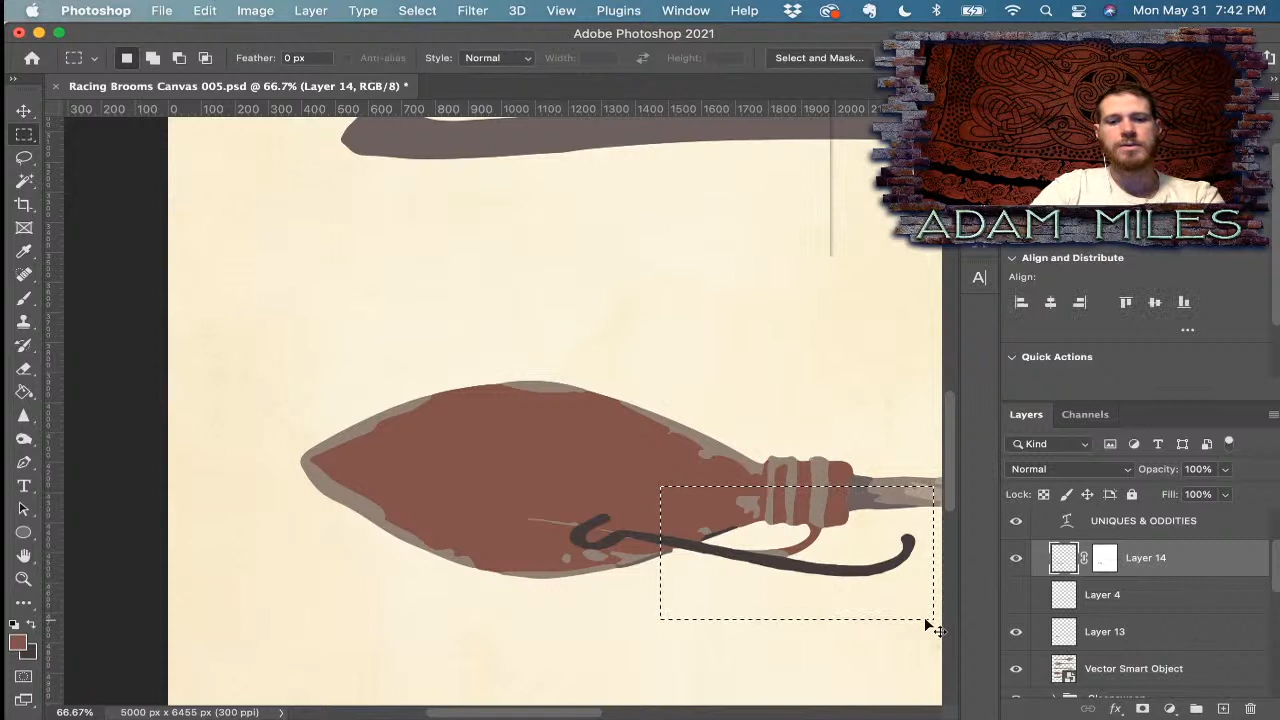 Photoshop File Edit Image Layer Type Select Filter 3D View Plugins Window Help Mon May 31 7:42 PM
Adobe Photoshop 2021
Feather: 0 px Anti-alias Style: Normal Width: Height: Select and Mask...
Racing Brooms Canvas 005.psd @ 66.7% (Layer 14, RGB/8) *
300 200 100 0 100 200 300 400 500 600 700 800 900 1000 1100 1200 1300 1400 1500 1600 1700 1800 1900 2000
ADAM MILES
Align and Distribute
Align:
A|
Quick Actions
Layers Channels
Kind
Normal Opacity: 100%
Lock: Fill: 100%
UNIQUES & ODDITIES
Layer 14
Layer 4
Layer 13
Vector Smart Object
66.67% 5000 px x 6455 px (300 ppi)